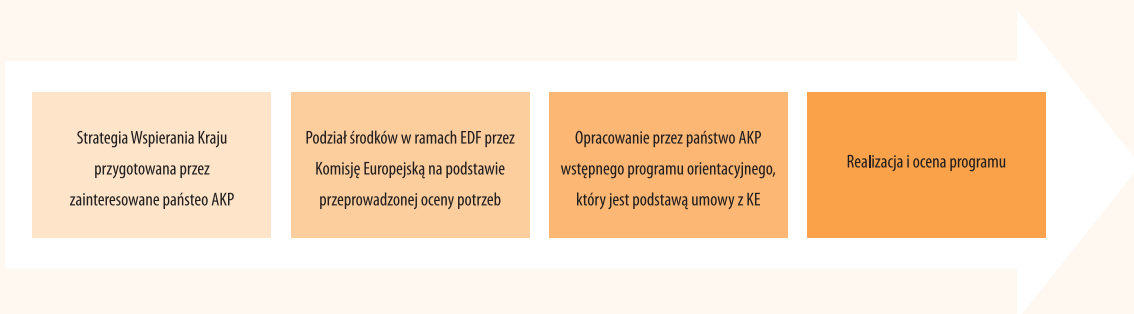 Strategia Wspierania Kraju
przygotowana przez
zainteresowane państeo AKP
Podział środków w ramach EDF przez
Komisję Europejską na podstawie
przeprowadzonej oceny potrzeb
Opracowanie przez państwo AKP
wstępnego programu orientacyjnego,
który jest podstawą umowy z KE
Realizacja i ocena programu